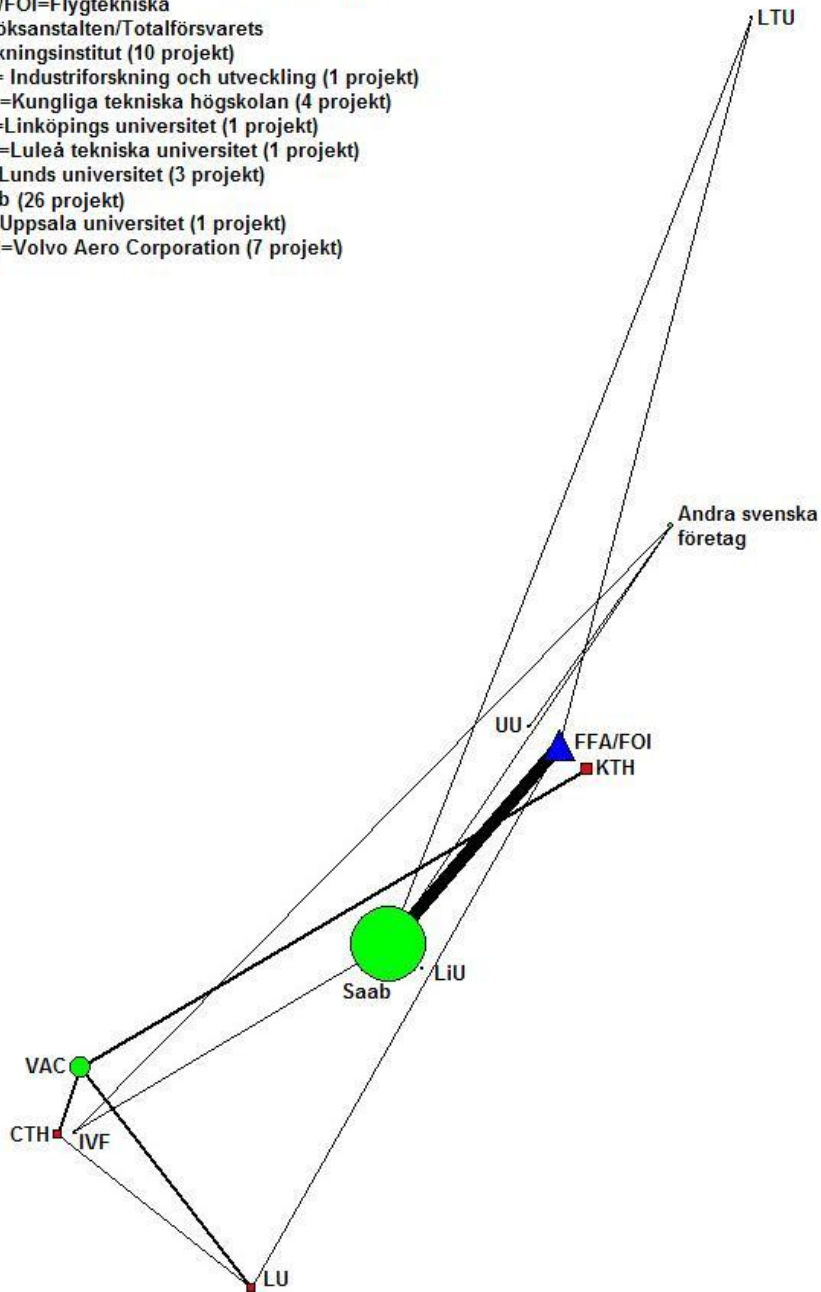 /FOI=Flygtekniska
öksanstalten/Totalförsvarets
kningsinstitut (10 projekt)
= Industriforskning och utveckling (1 projekt)
=Kungliga tekniska högskolan (4 projekt)
=Linköpings universitet (1 projekt)
=Luleå tekniska universitet (1 projekt)
Lunds universitet (3 projekt)
b (26 projekt)
Uppsala universitet (1 projekt)
=Volvo Aero Corporation (7 projekt)
LTU
Andra svenska
företag
UU
FFA/FOI
KTH
LiU
Saab
VAC
CTH
IVF
LU